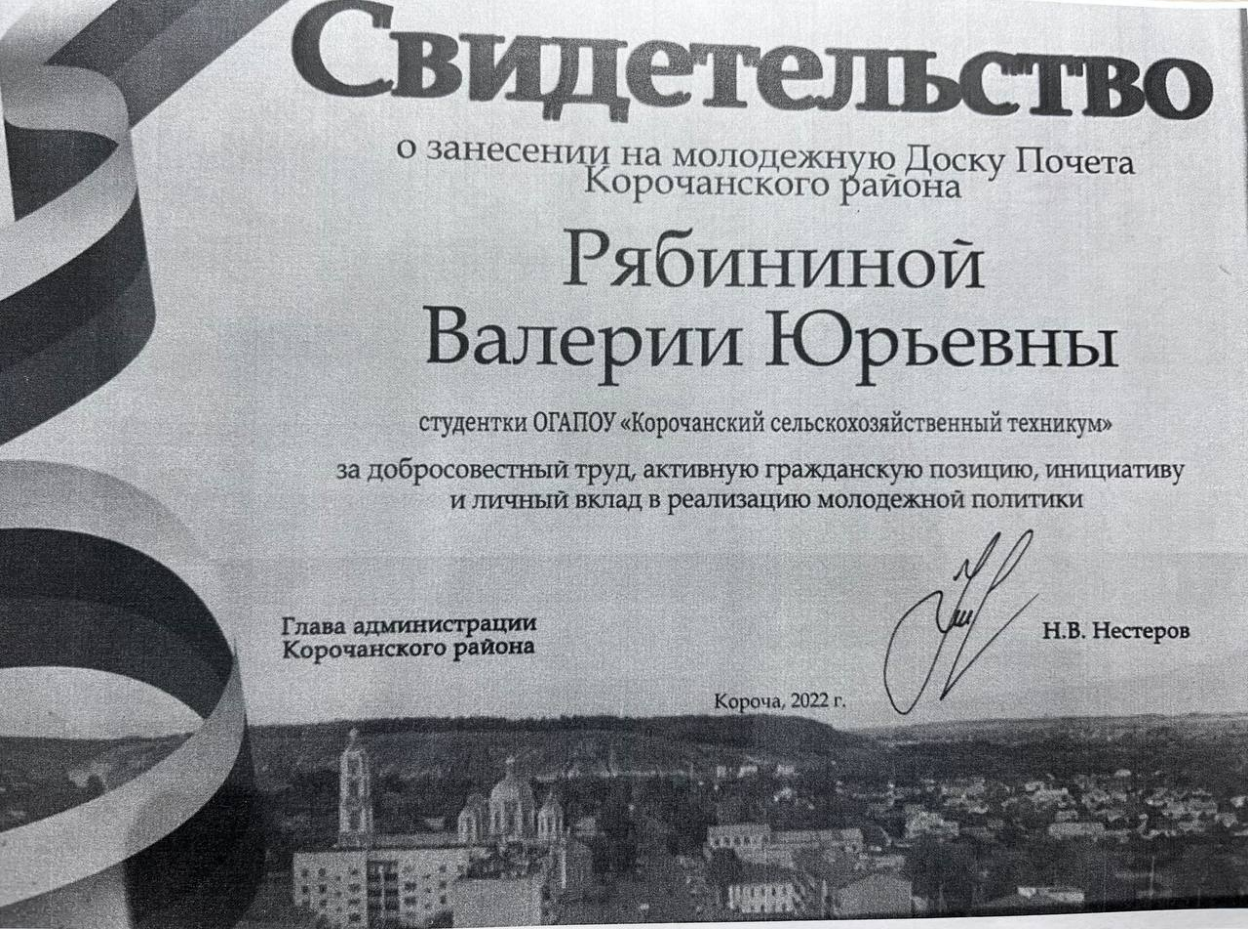 Свидетельство
о занесении на молодежную Доску Почета
Корочанского района
Рябининой
Валерии Юрьевны
студентки ОГАПОУ «Корочанский сельскохозяйственный техникум»
за добросовестный труд, активную гражданскую позицию, инициативу
и личный вклад в реализацию молодежной политики
Глава администрации
Корочанского района
Н.В. Нестеров
Короча, 2022 г.